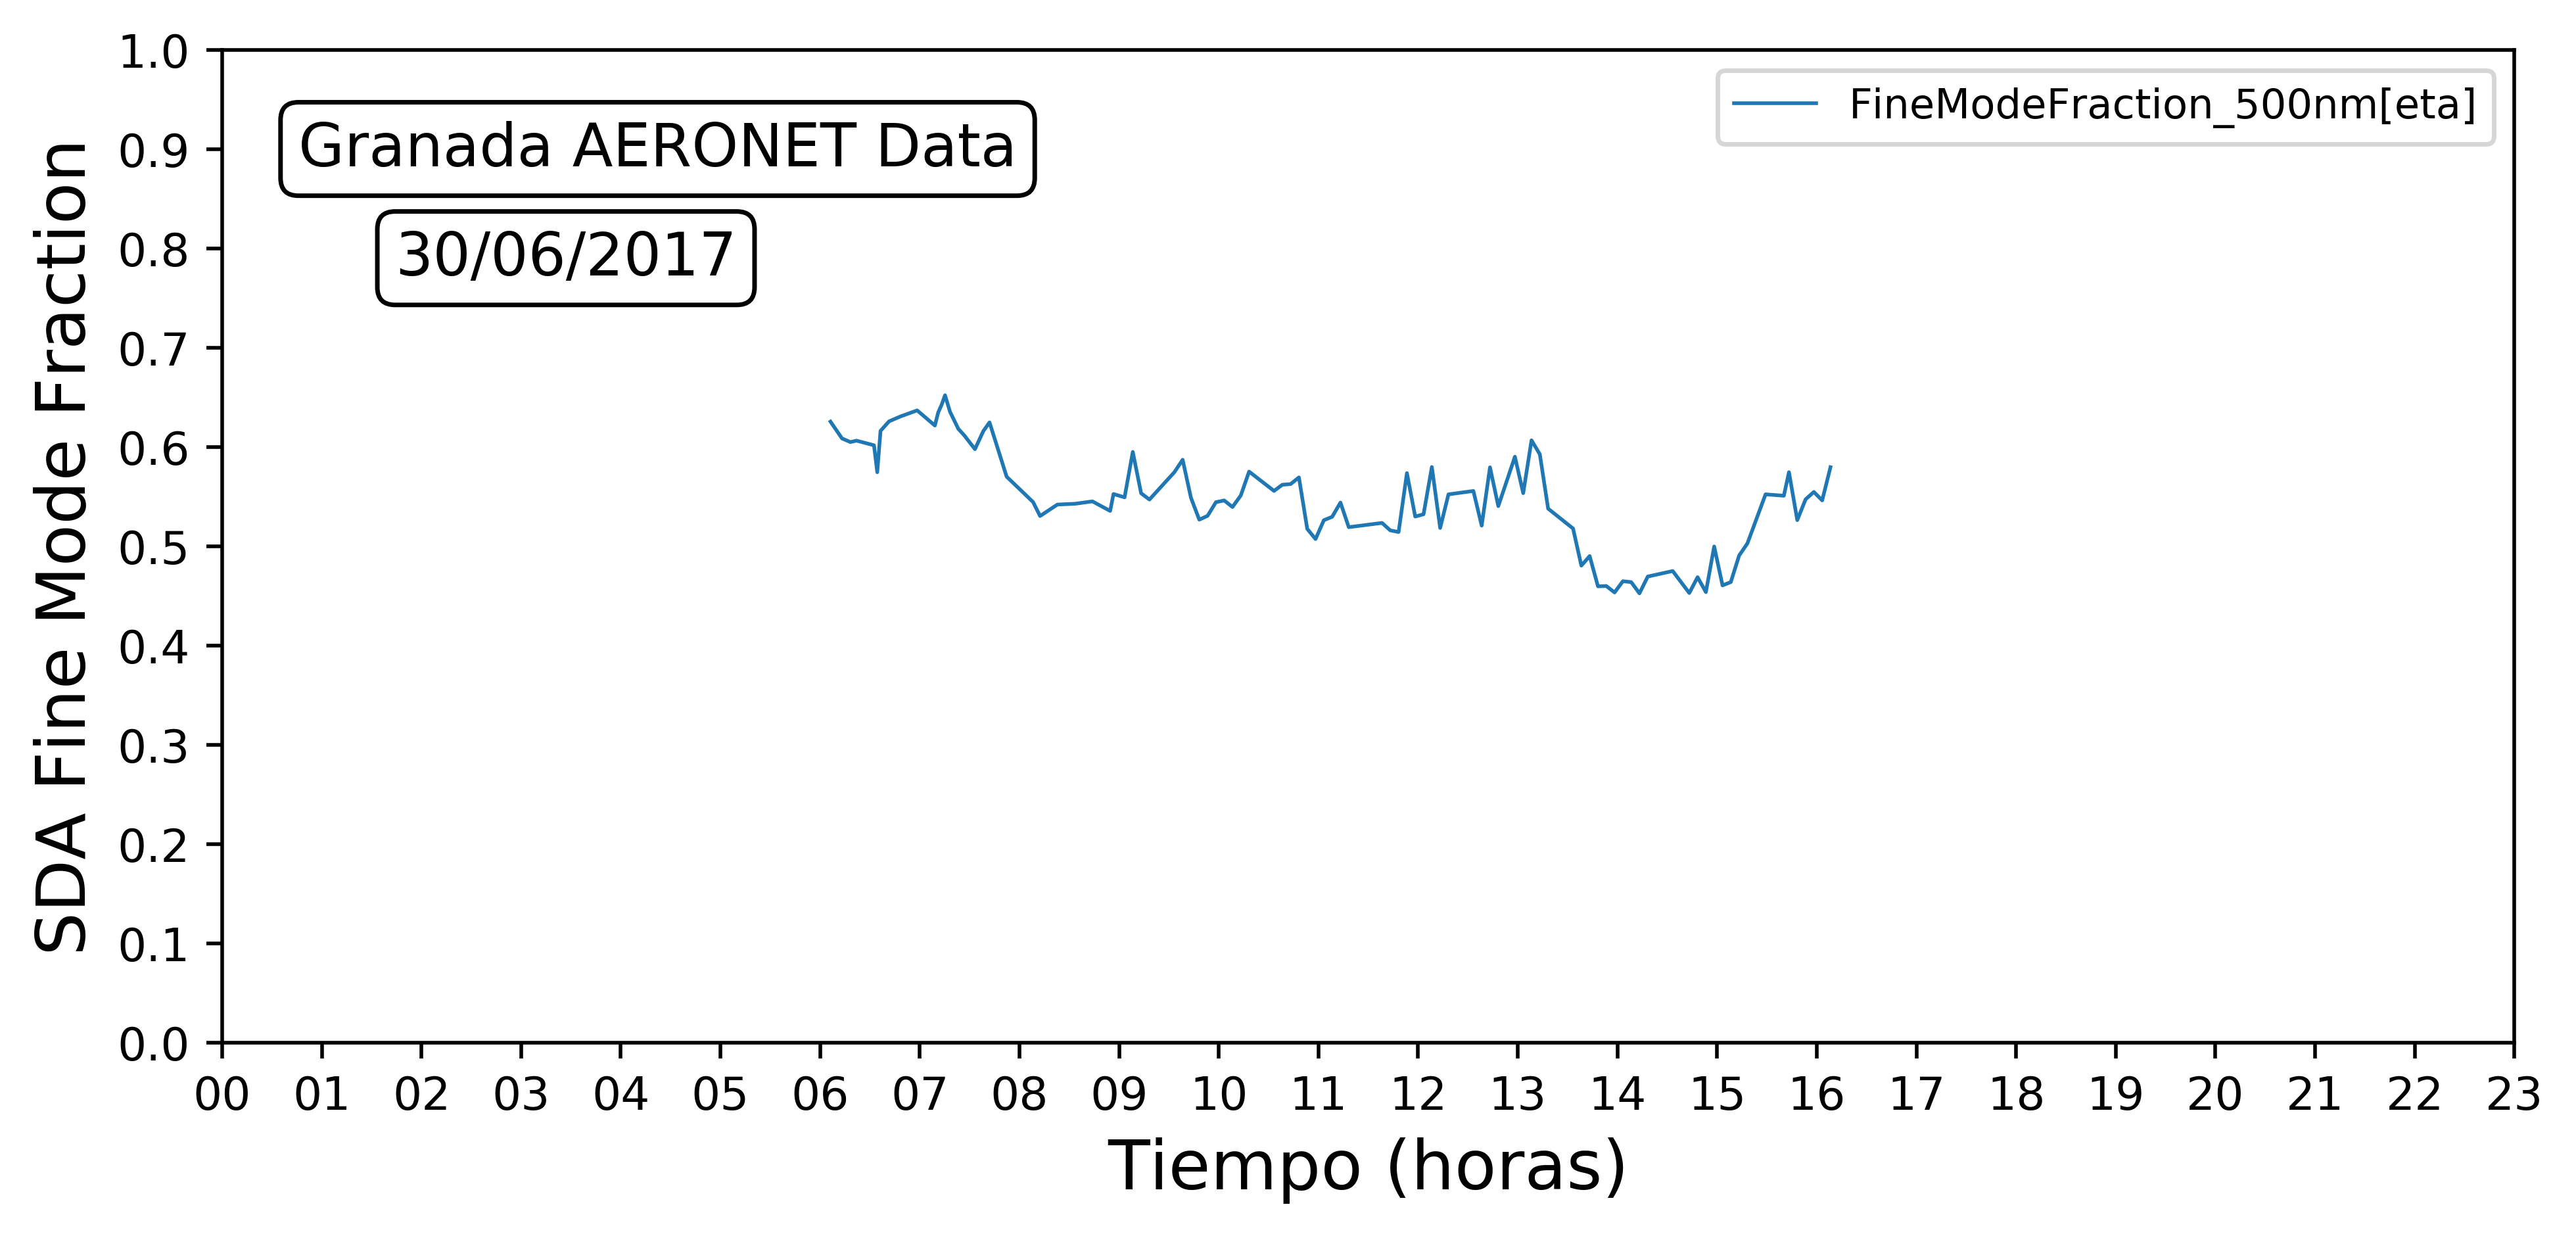 SDA Fine Mode Fraction
1.0
0.9
0.8
0.7
0.6
0.5
0.4
0.3
0.2
0.1
0.0
Granada AERONET Data
30/06/2017
FineModeFraction_500nm[eta]
00 01 02 03 04 05 06 07 08 09 10 11 12 13 14 15 16 17 18 19 20 21 22 23
Tiempo (horas)